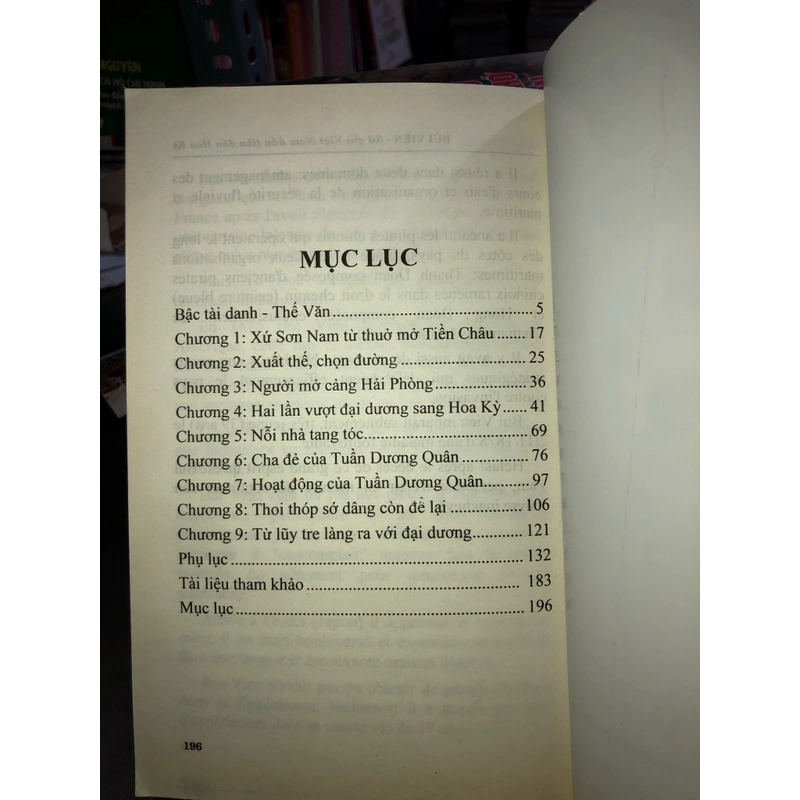 NGUYÊN
MỤC LỤC
Bậc tài danh - Thế Văn 5
Chương 1: Xứ Sơn Nam từ thuở mở Tiền Châu 17
Chương 2: Xuất thế, chọn đường 25
Chương 3: Người mở cảng Hải Phòng 36
Chương 4: Hai lần vượt đại dương sang Hoa Kỳ 41
Chương 5: Nỗi nhà tang tóc 69
Chương 6: Cha đẻ của Tuần Dương Quân 76
Chương 7: Hoạt động của Tuần Dương Quân 97
Chương 8: Thoi thóp sớ dâng còn để lại 106
Chương 9: Từ lũy tre làng ra với đại dương 121
Phụ lục 132
Tài liệu tham khảo 183
Mục lục 196
196